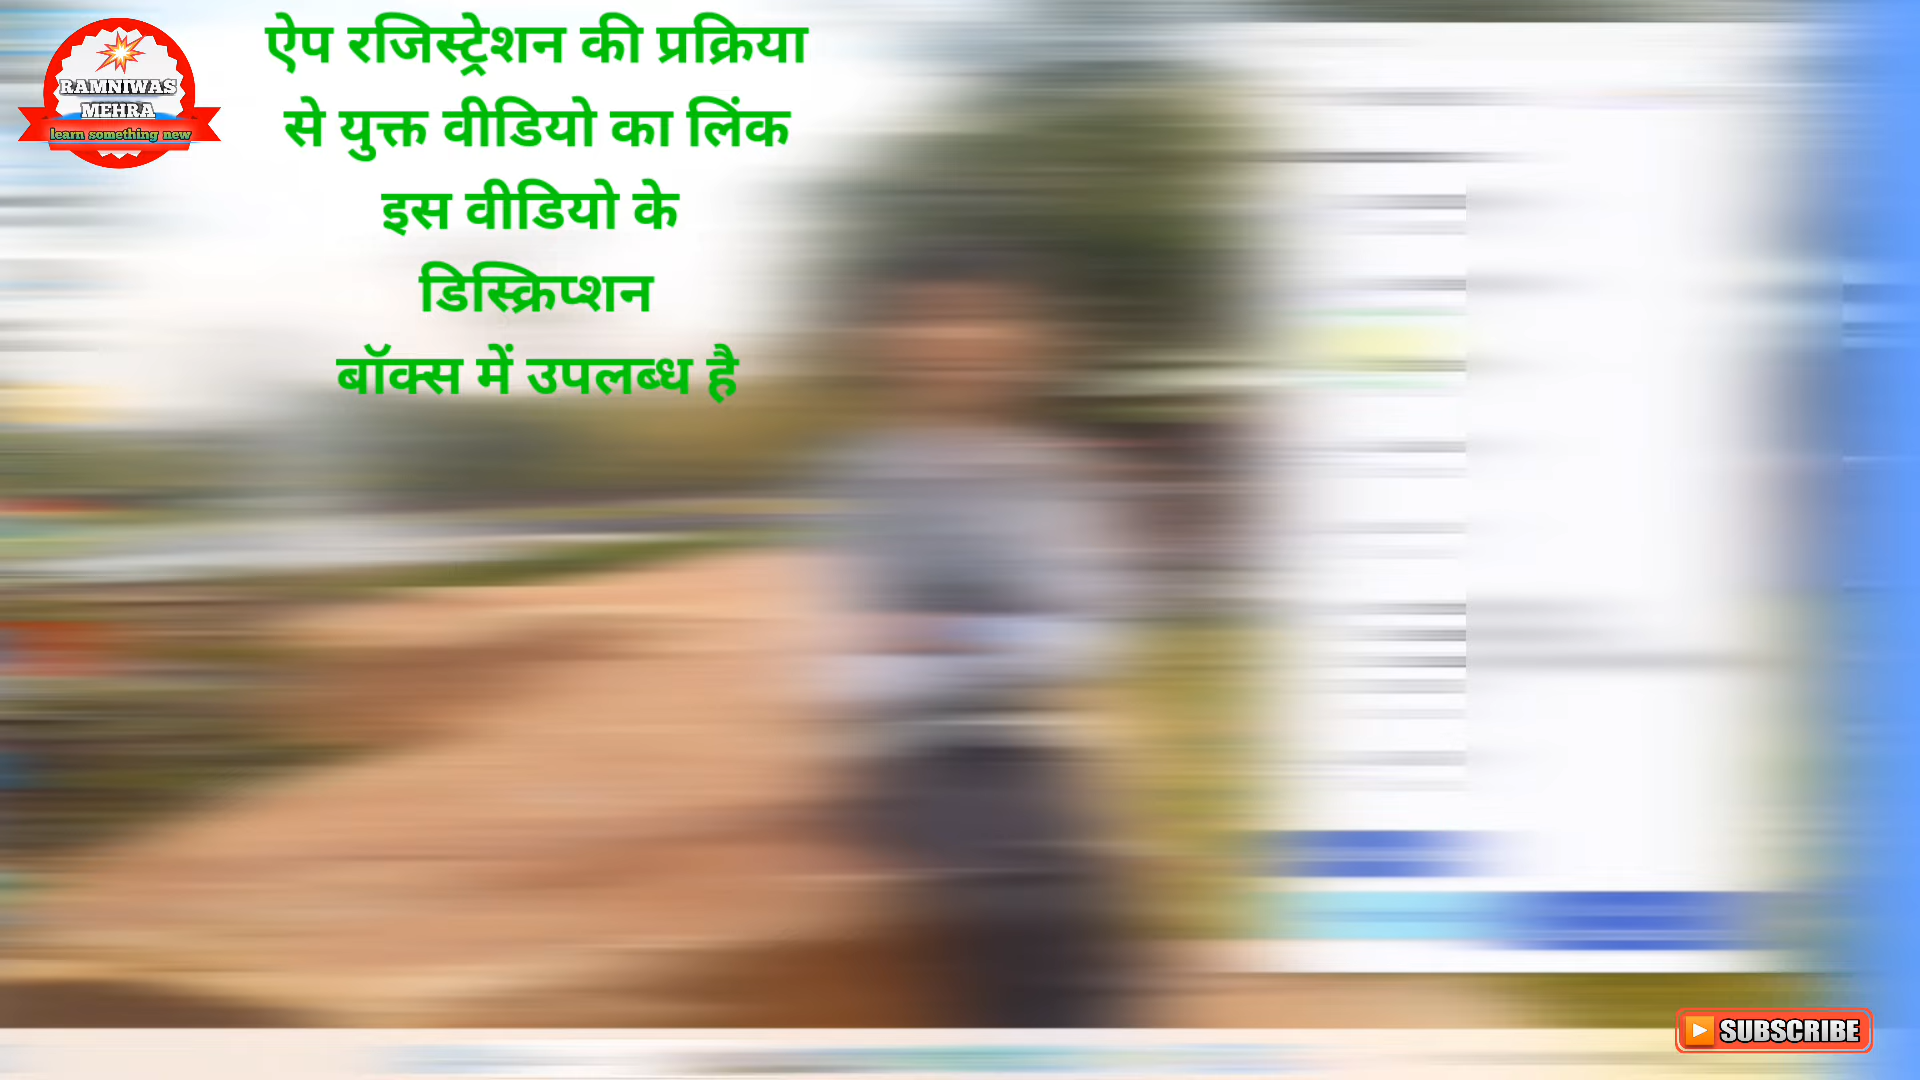 RAMNIWAS
MEHRA
learn something new
ऐप रजिस्ट्रेशन की प्रक्रिया
से युक्त वीडियो का लिंक
इस वीडियो के
डिस्क्रिप्शन
बॉक्स में उपलब्ध है
SUBSCRIBE